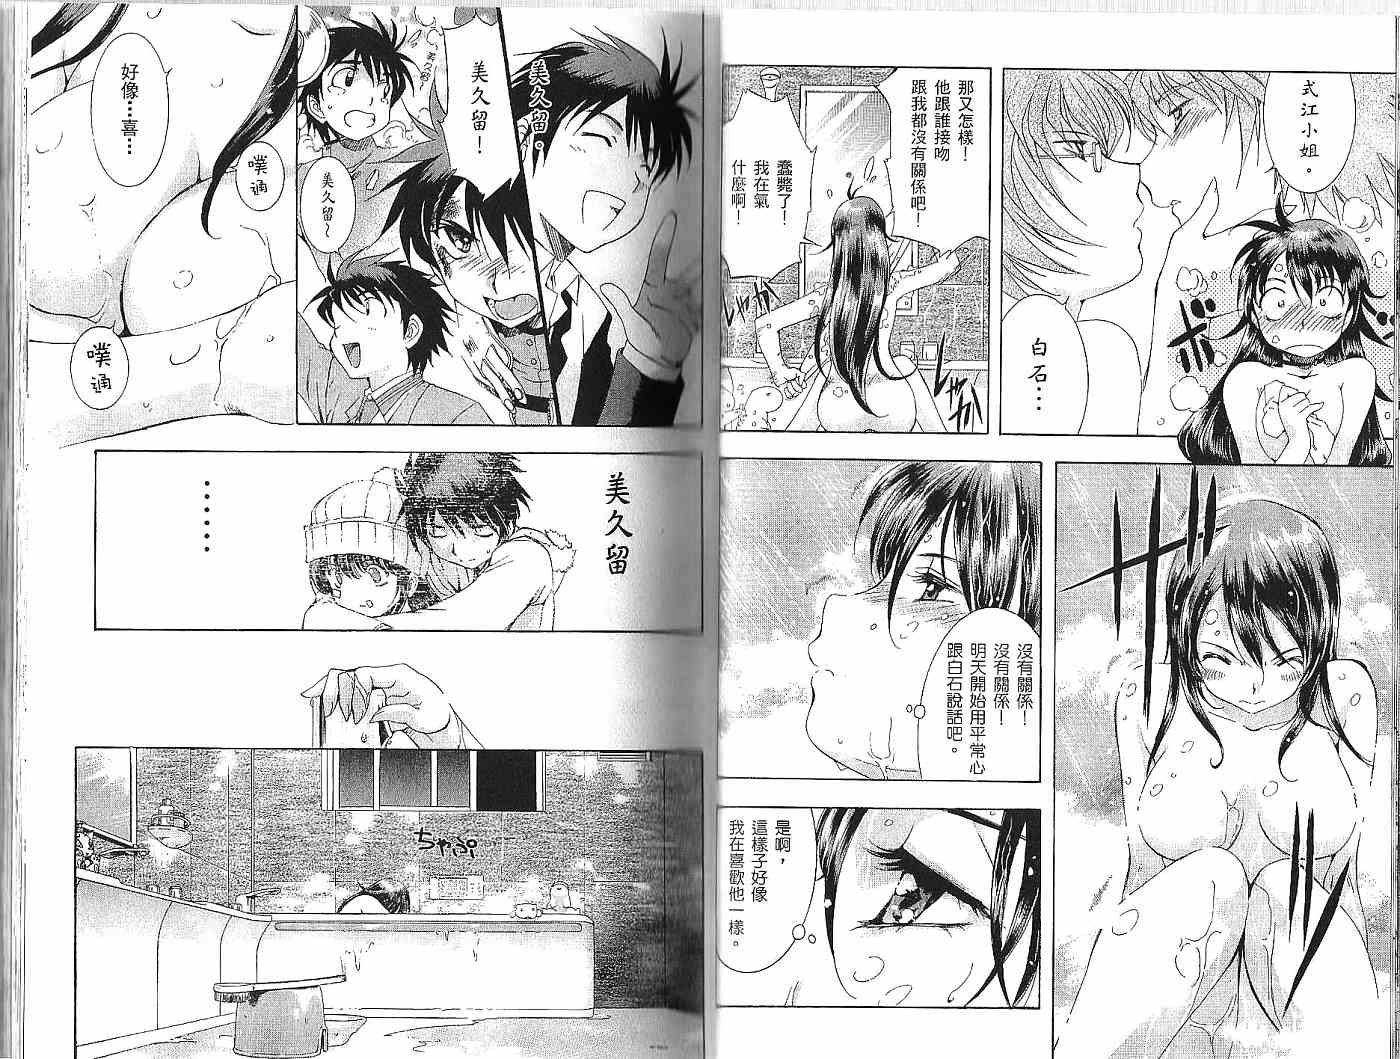 式江小姐。
白石…
那又怎樣！
他跟誰接吻
跟我都沒有關係吧！
蠢斃了！
我在氣
什麼啊！
沒有關係！
沒有關係！
明天開始用平常心
跟白石說話吧。
是啊，
這樣子好像
我在喜歡他一樣。
美久留。
美久留！
美久留～
美久留～
好像…喜…
噗通
噗通
美久留
……
ちゃぷ